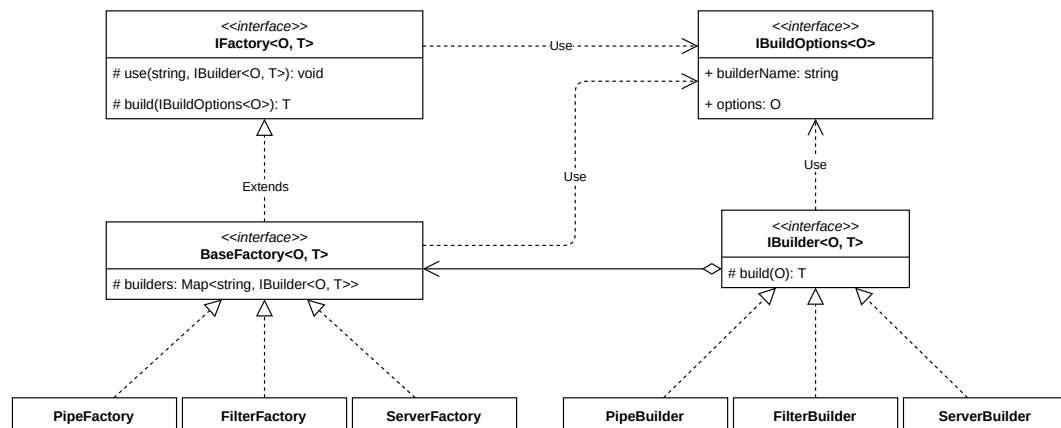 <<interface>>
IFactory<O, T>
# use(string, IBuilder<O, T>): void
# build(IBuildOptions<O>): T
Use
<<interface>>
IBuildOptions<O>
+ builderName: string
+ options: O
Extends
Use
Use
<<interface>>
BaseFactory<O, T>
# builders: Map<string, IBuilder<O, T>>
<<interface>>
IBuilder<O, T>
# build(O): T
PipeFactory
FilterFactory
ServerFactory
PipeBuilder
FilterBuilder
ServerBuilder